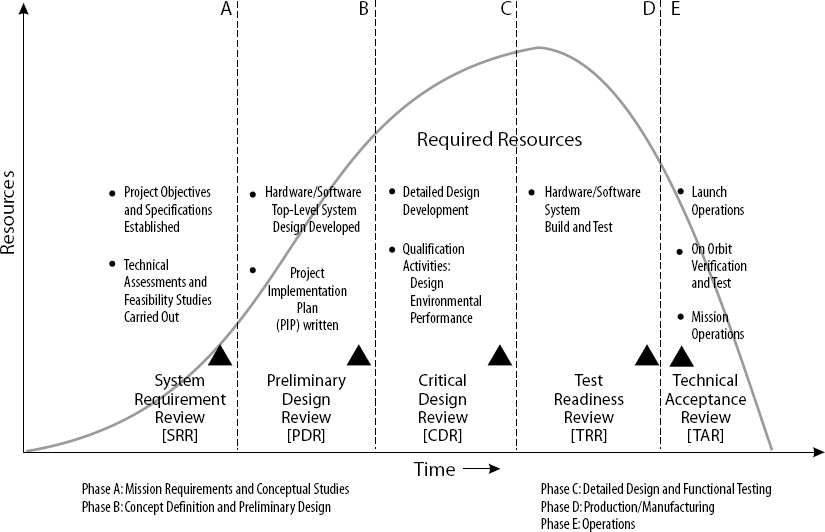 A
B
C
D
E
Resources
Required Resources
Project Objectives
and Specifications
Established
Technical
Assessments and
Feasibility Studies
Carried Out
Hardware/Software
Top-Level System
Design Developed
Project
Implementation
Plan
(PIP) written
Detailed Design
Development
Qualification
Activities:
Design
Environmental
Performance
Hardware/Software
System
Build and Test
Launch
Operations
On Orbit
Verification
and Test
Mission
Operations
System
Requirement
Review
[SRR]
Preliminary
Design
Review
[PDR]
Critical
Design
Review
[CDR]
Test
Readiness
Review
[TRR]
Technical
Acceptance
Review
[TAR]
Time
Phase A: Mission Requirements and Conceptual Studies
Phase B: Concept Definition and Preliminary Design
Phase C: Detailed Design and Functional Testing
Phase D: Production/Manufacturing
Phase E: Operations